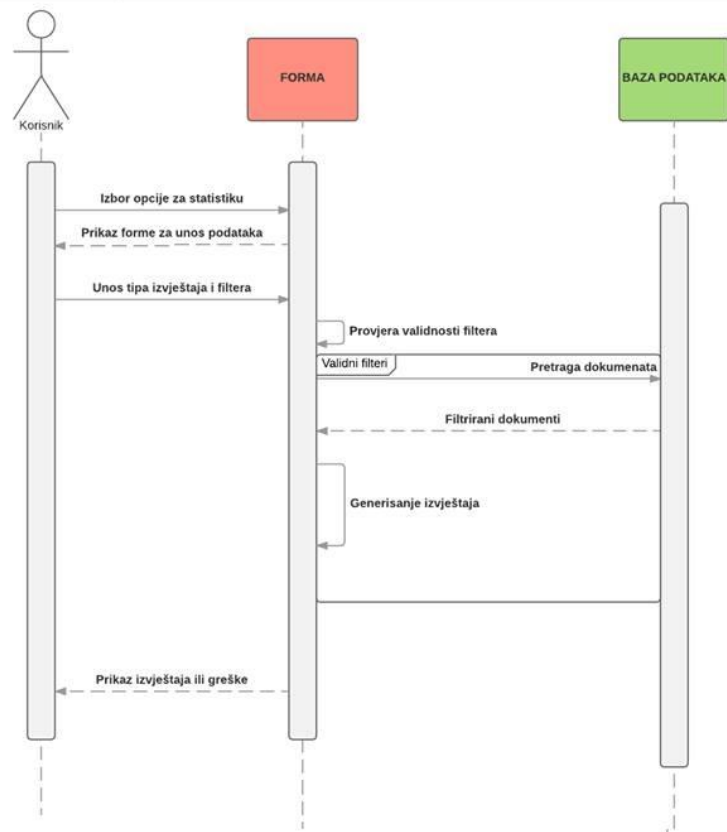 FORMA
BAZA PODATAKA
Korisnik
Izbor opcije za statistiku
Prikaz forme za unos podataka
Unos tipa izvještaja i filtera
Provjera validnosti filtera
Validni filteri
Pretraga dokumenata
Filtrirani dokumenti
Generisanje izvještaja
Prikaz izvještaja ili greške